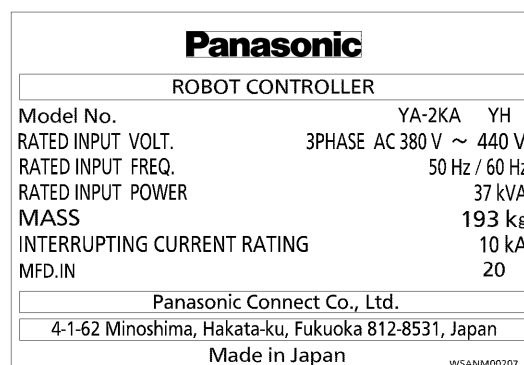 Panasonic
ROBOT CONTROLLER
Model No. YA-2KA YH
RATED INPUT VOLT. 3PHASE AC 380 V ~ 440 V
RATED INPUT FREQ. 50 Hz / 60 Hz
RATED INPUT POWER 37 kVA
MASS 193 kg
INTERRUPTING CURRENT RATING 10 kA
MFD.IN 20
Panasonic Connect Co., Ltd.
4-1-62 Minoshima, Hakata-ku, Fukuoka 812-8531, Japan
Made in Japan
WSANM00207